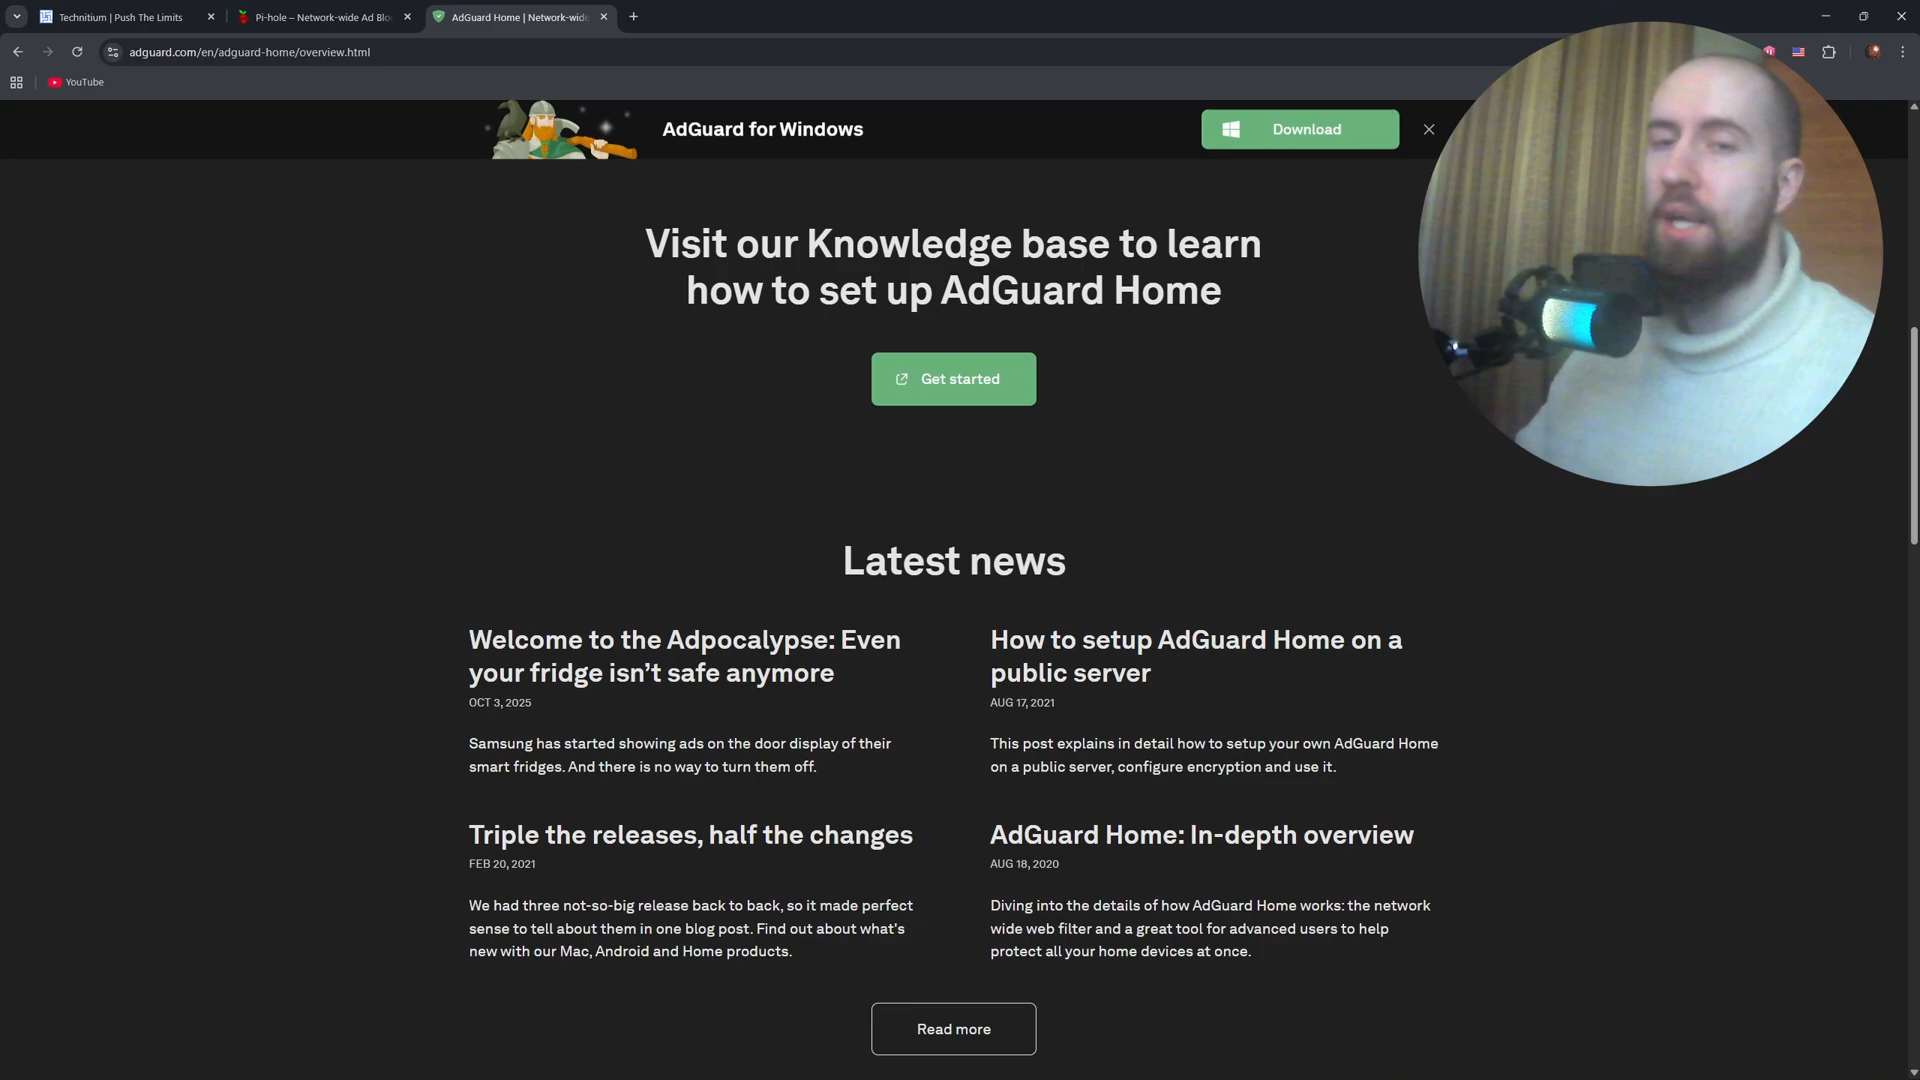 Technitium | Push The Limits
Pi-hole – Network-wide Ad Blo
AdGuard Home | Network-wide
adguard.com/en/adguard-home/overview.html
YouTube
AdGuard for Windows
Download
Visit our Knowledge base to learn
how to set up AdGuard Home
Get started
Latest news
Welcome to the Adpocalypse: Even
your fridge isn’t safe anymore
OCT 3, 2025
Samsung has started showing ads on the door display of their
smart fridges. And there is no way to turn them off.
How to setup AdGuard Home on a
public server
AUG 17, 2021
This post explains in detail how to setup your own AdGuard Home
on a public server, configure encryption and use it.
Triple the releases, half the changes
FEB 20, 2021
We had three not-so-big release back to back, so it made perfect
sense to tell about them in one blog post. Find out about what's
new with our Mac, Android and Home products.
AdGuard Home: In-depth overview
AUG 18, 2020
Diving into the details of how AdGuard Home works: the network
wide web filter and a great tool for advanced users to help
protect all your home devices at once.
Read more